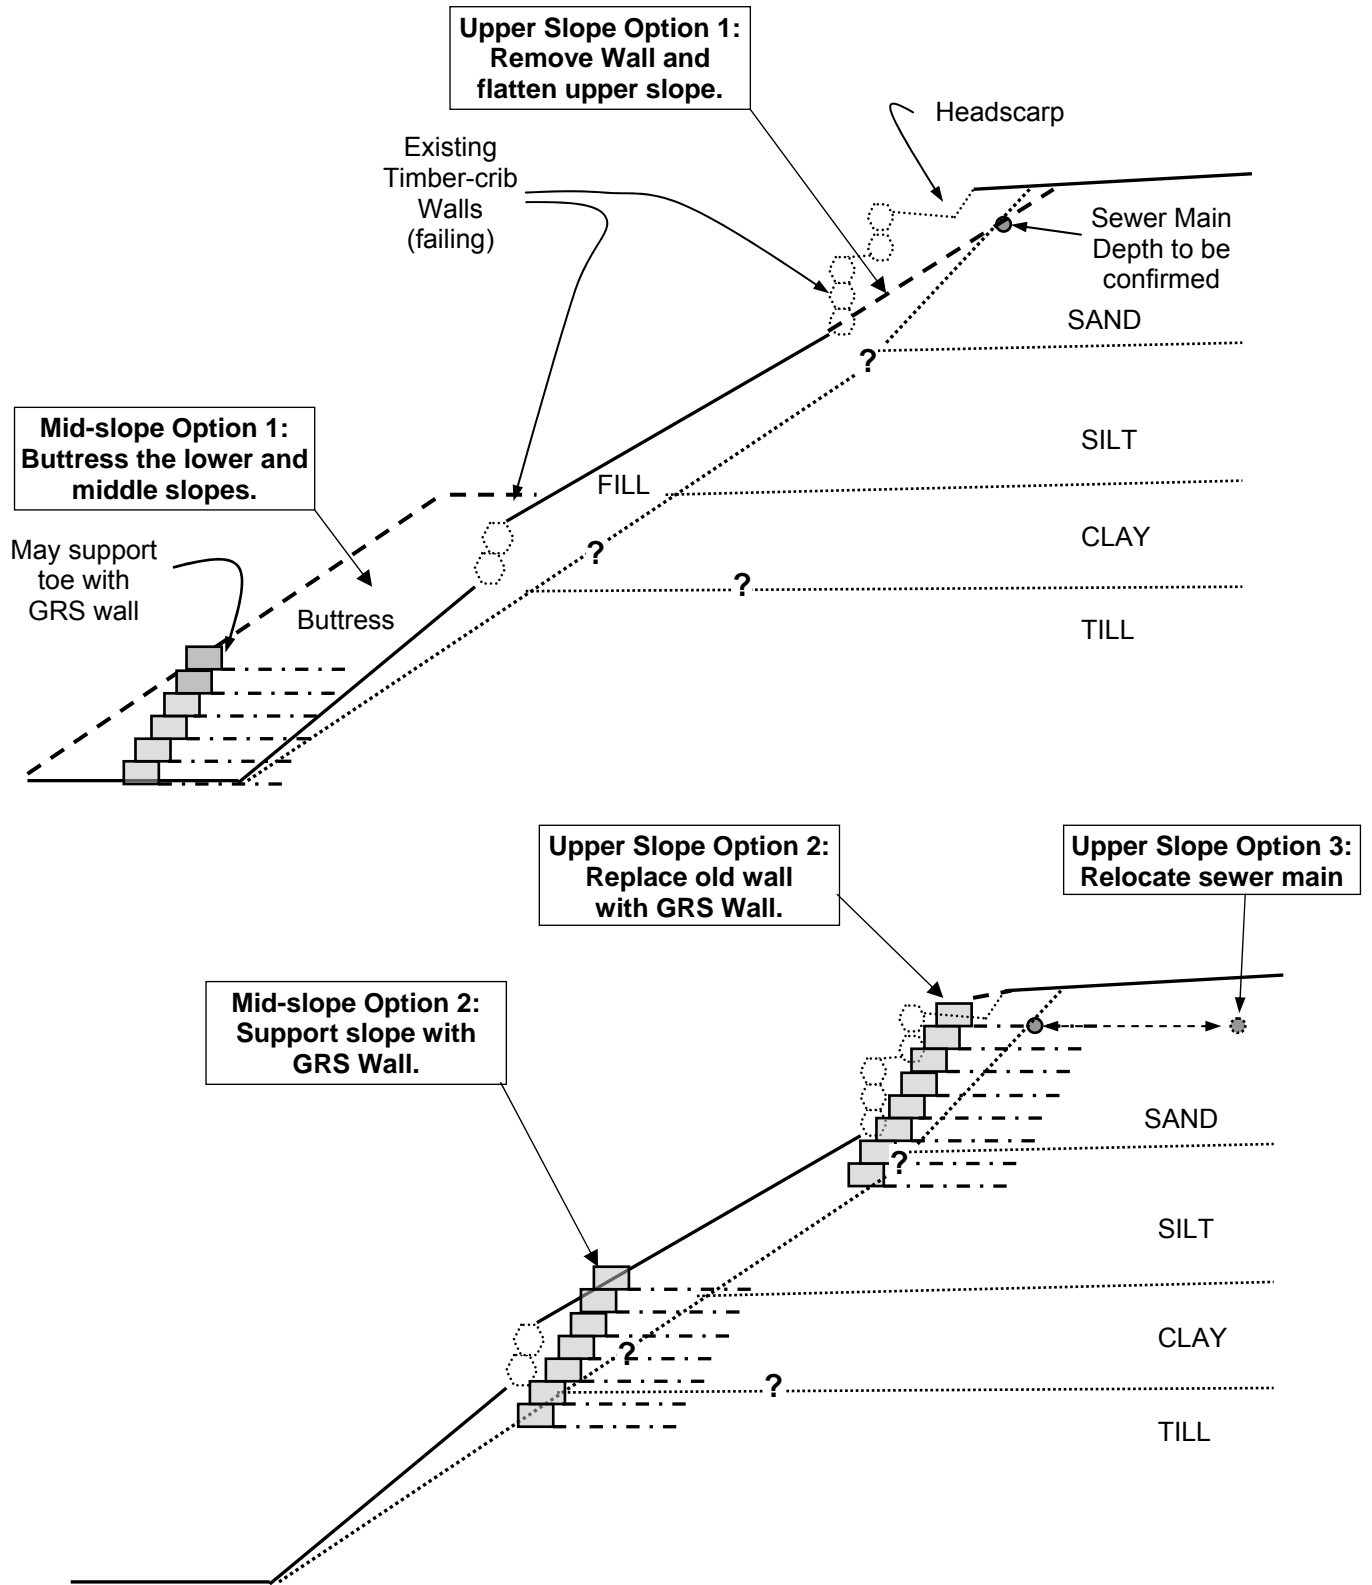 Upper Slope Option 1:
Remove Wall and
flatten upper slope.
Headscarp
Existing
Timber-crib
Walls
(failing)
Sewer Main
Depth to be
confirmed
SAND
?
Mid-slope Option 1:
Buttress the lower and
middle slopes.
SILT
FILL
CLAY
?
May support
toe with
GRS wall
?
Buttress
TILL
Upper Slope Option 2:
Replace old wall
with GRS Wall.
Upper Slope Option 3:
Relocate sewer main
Mid-slope Option 2:
Support slope with
GRS Wall.
SAND
?
SILT
CLAY
?
?
TILL